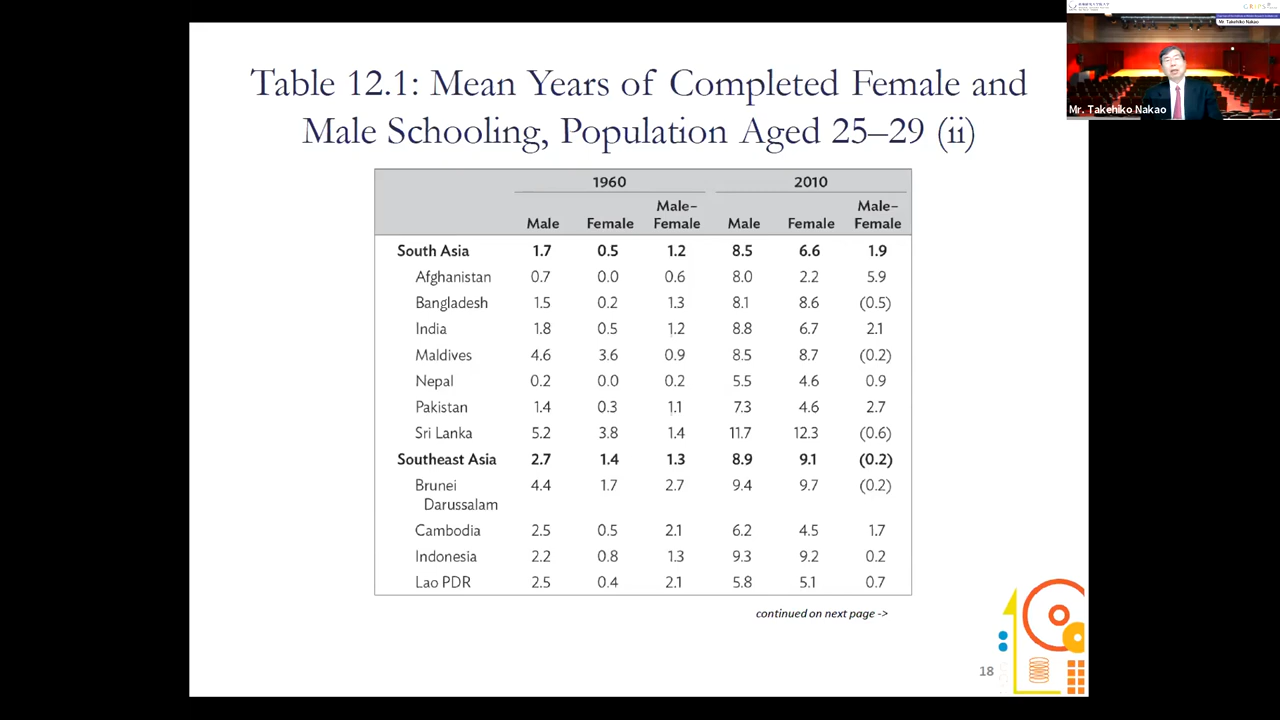 Table 12.1: Mean Years of Completed Female and
Male Schooling, Population Aged 25–29 (ii)
1960 2010
Male Female Male–Female Male Female Male–Female
South Asia 1.7 0.5 1.2 8.5 6.6 1.9
Afghanistan 0.7 0.0 0.6 8.0 2.2 5.9
Bangladesh 1.5 0.2 1.3 8.1 8.6 (0.5)
India 1.8 0.5 1.2 8.8 6.7 2.1
Maldives 4.6 3.6 0.9 8.5 8.7 (0.2)
Nepal 0.2 0.0 0.2 5.5 4.6 0.9
Pakistan 1.4 0.3 1.1 7.3 4.6 2.7
Sri Lanka 5.2 3.8 1.4 11.7 12.3 (0.6)
Southeast Asia 2.7 1.4 1.3 8.9 9.1 (0.2)
Brunei Darussalam 4.4 1.7 2.7 9.4 9.7 (0.2)
Cambodia 2.5 0.5 2.1 6.2 4.5 1.7
Indonesia 2.2 0.8 1.3 9.3 9.2 0.2
Lao PDR 2.5 0.4 2.1 5.8 5.1 0.7
continued on next page ->
18
GRIPS
Mr. Takehiko Nakao
Mr. Takehiko Nakao